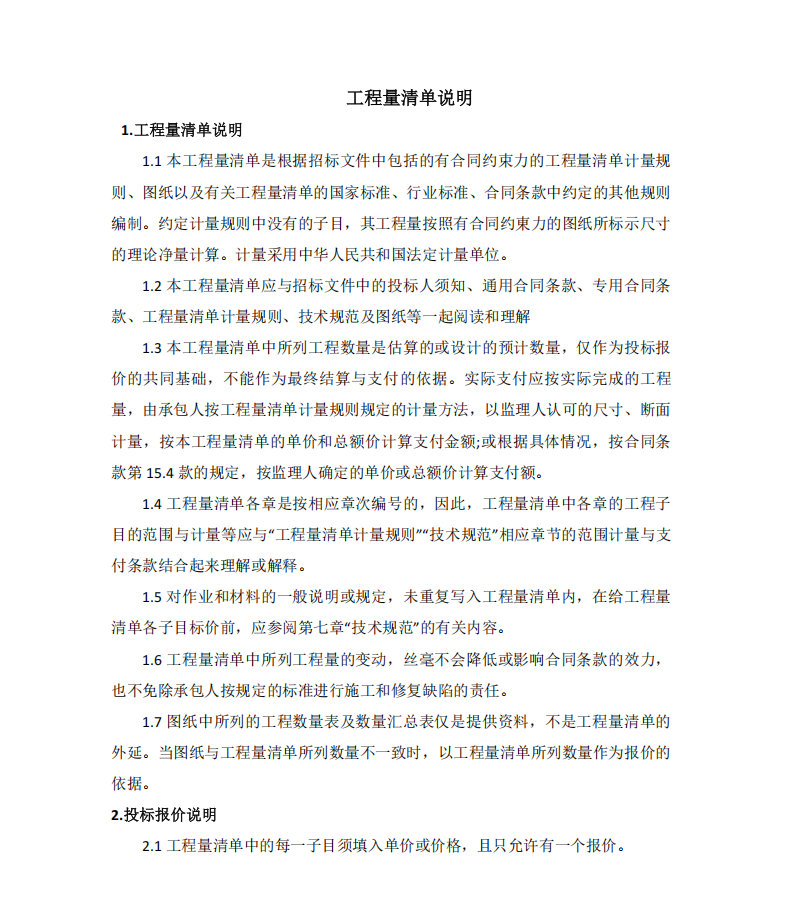 工程量清单说明
1.工程量清单说明
1.1 本工程量清单是根据招标文件中包括的有合同约束力的工程量清单计量规
则、图纸以及有关工程量清单的国家标准、行业标准、合同条款中约定的其他规则
编制。约定计量规则中没有的子目，其工程量按照有合同约束力的图纸所标示尺寸
的理论净量计算。计量采用中华人民共和国法定计量单位。
1.2 本工程量清单应与招标文件中的投标人须知、通用合同条款、专用合同条
款、工程量清单计量规则、技术规范及图纸等一起阅读和理解
1.3 本工程量清单中所列工程数量是估算的或设计的预计数量，仅作为投标报
价的共同基础，不能作为最终结算与支付的依据。实际支付应按实际完成的工程
量，由承包人按工程量清单计量规则规定的计量方法，以监理人认可的尺寸、断面
计量，按本工程量清单的单价和总额价计算支付金额;或根据具体情况，按合同条
款第 15.4 款的规定，按监理人确定的单价或总额价计算支付额。
1.4 工程量清单各章是按相应章次编号的，因此，工程量清单中各章的工程子
目的范围与计量等应与“工程量清单计量规则”“技术规范”相应章节的范围计量与支
付条款结合起来理解或解释。
1.5 对作业和材料的一般说明或规定，未重复写入工程量清单内，在给工程量
清单各子目标价前，应参阅第七章“技术规范”的有关内容。
1.6 工程量清单中所列工程量的变动，丝毫不会降低或影响合同条款的效力，
也不免除承包人按规定的标准进行施工和修复缺陷的责任。
1.7 图纸中所列的工程数量表及数量汇总表仅是提供资料，不是工程量清单的
外延。当图纸与工程量清单所列数量不一致时，以工程量清单所列数量作为报价的
依据。
2.投标报价说明
2.1 工程量清单中的每一子目须填入单价或价格，且只允许有一个报价。